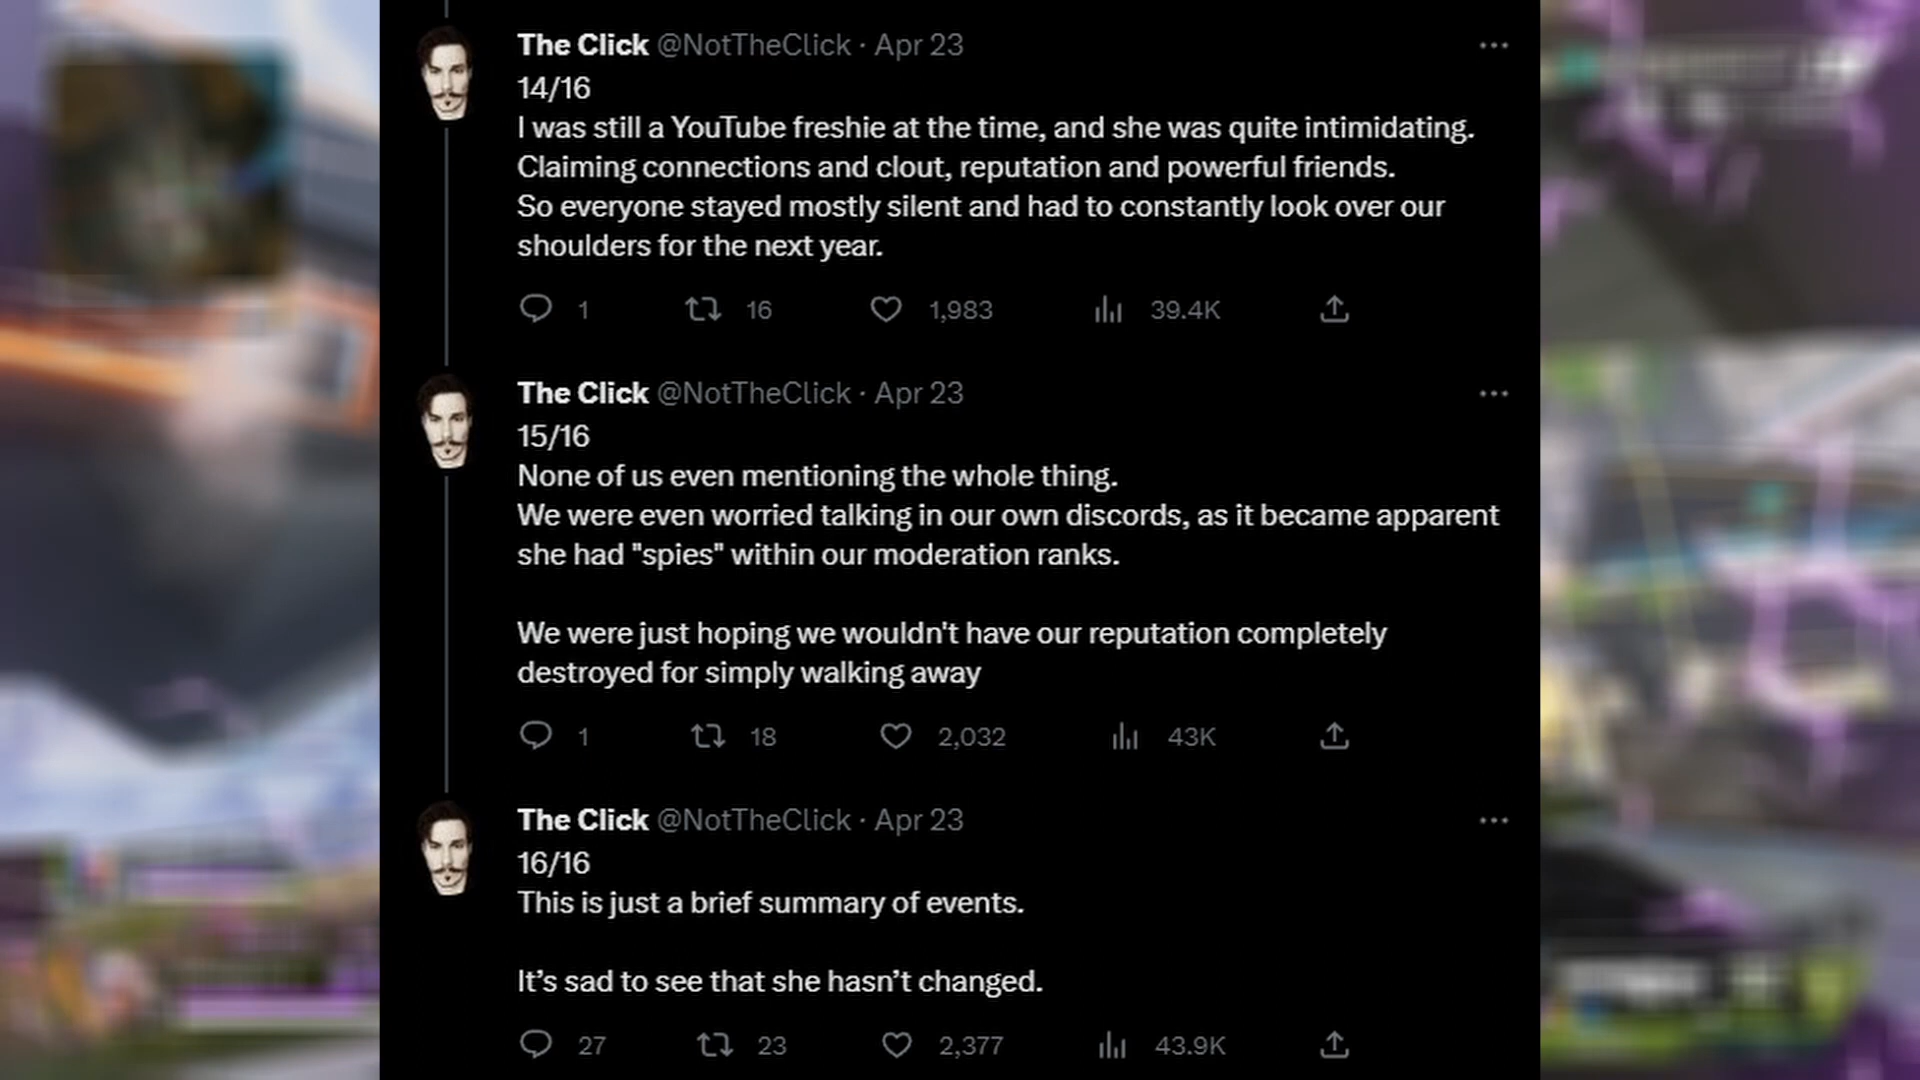 The Click @NotTheClick · Apr 23
14/16
I was still a YouTube freshie at the time, and she was quite intimidating.
Claiming connections and clout, reputation and powerful friends.
So everyone stayed mostly silent and had to constantly look over our
shoulders for the next year.
1 16 1,983 39.4K
The Click @NotTheClick · Apr 23
15/16
None of us even mentioning the whole thing.
We were even worried talking in our own discords, as it became apparent
she had "spies" within our moderation ranks.
We were just hoping we wouldn't have our reputation completely
destroyed for simply walking away
1 18 2,032 43K
The Click @NotTheClick · Apr 23
16/16
This is just a brief summary of events.
It’s sad to see that she hasn’t changed.
27 23 2,377 43.9K